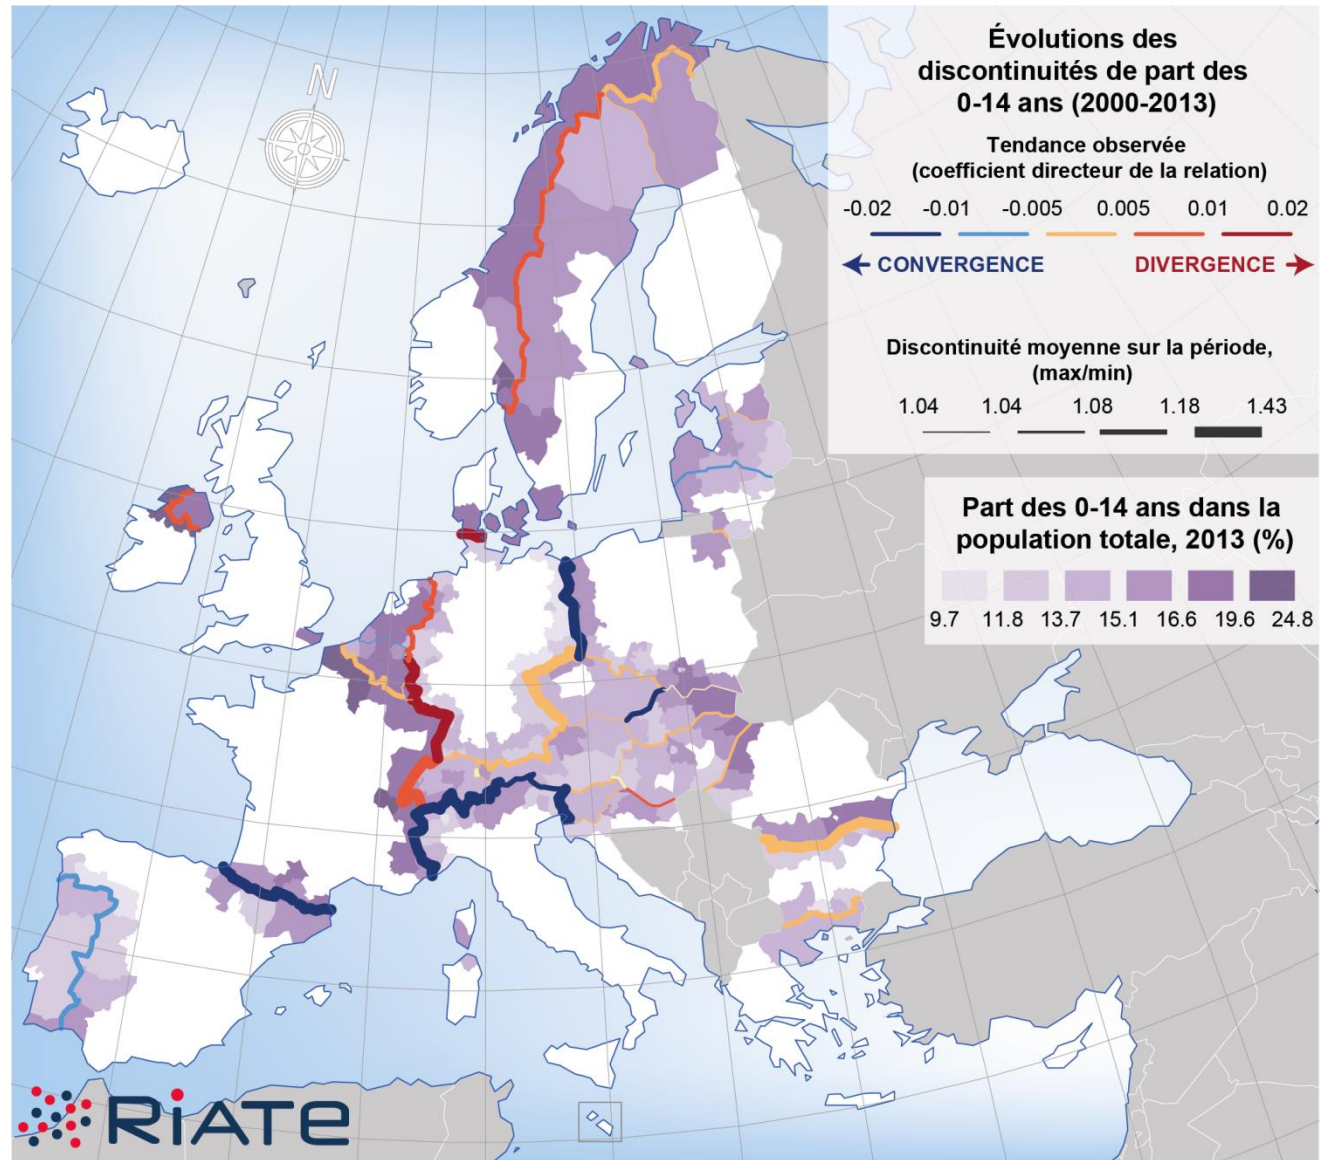 N
Évolutions des
discontinuités de part des
0-14 ans (2000-2013)
Tendance observée
(coefficient directeur de la relation)
-0.02 -0.01 -0.005 0.005 0.01 0.02
CONVERGENCE DIVERGENCE
Discontinuité moyenne sur la période,
(max/min)
1.04 1.04 1.08 1.18 1.43
Part des 0-14 ans dans la
population totale, 2013 (%)
9.7 11.8 13.7 15.1 16.6 19.6 24.8
RiATe